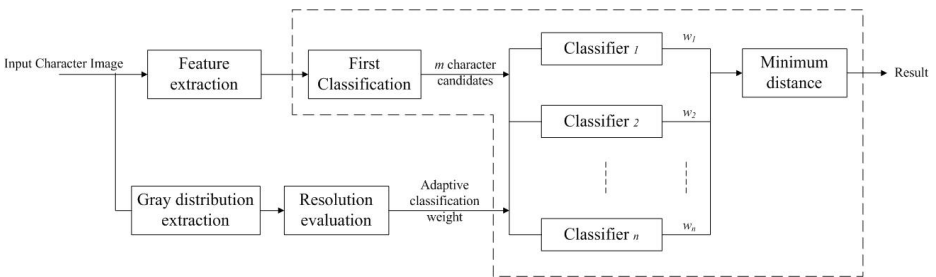 Input Character Image
Feature
extraction
First
Classification
m character
candidates
Classifier 1
w1
Classifier 2
w2
Classifier n
wn
Minimum
distance
Result
Gray distribution
extraction
Resolution
evaluation
Adaptive
classification
weight